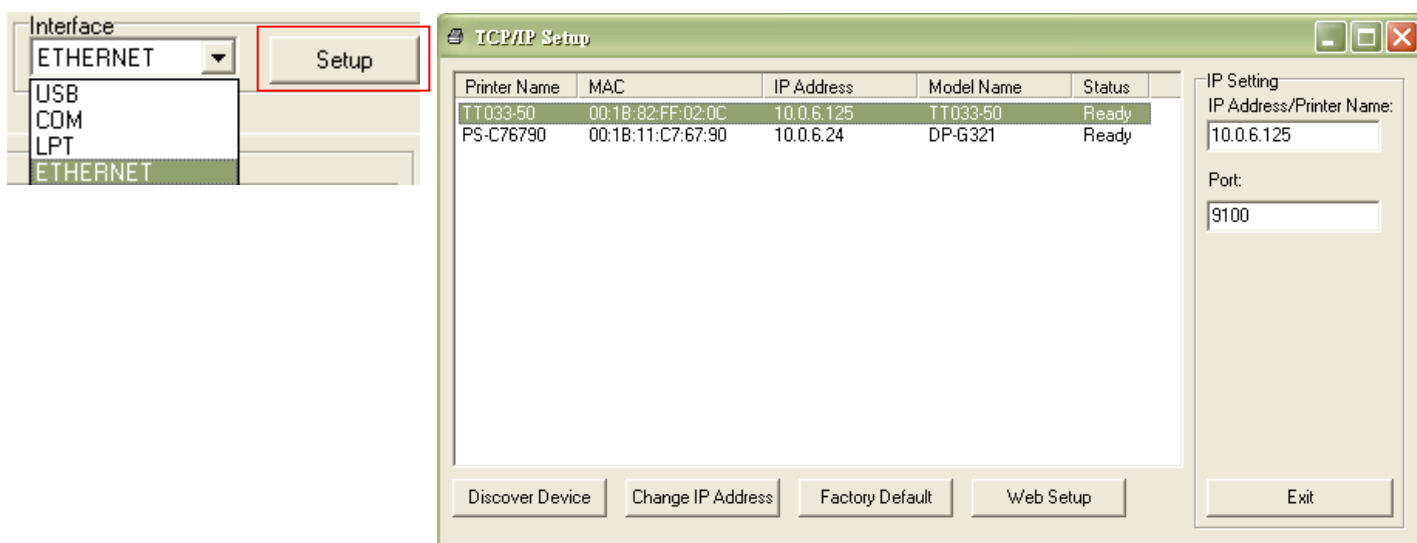 Interface
ETHERNET
Setup
USB
COM
LPT
ETHERNET
TCP/IP Setup
Printer Name MAC IP Address Model Name Status
TT033-50 00:1B:82:FF:02:0C 10.0.6.125 TT033-50 Ready
PS-C76790 00:1B:11:C7:67:90 10.0.6.24 DP-G321 Ready
IP Setting
IP Address/Printer Name:
10.0.6.125
Port:
9100
Discover Device Change IP Address Factory Default Web Setup Exit